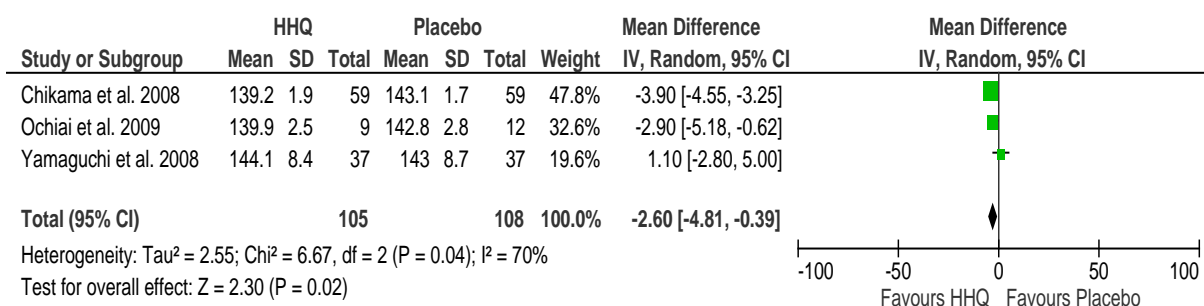 HHQ Placebo Mean Difference Mean Difference
Study or Subgroup Mean SD Total Mean SD Total Weight IV, Random, 95% CI IV, Random, 95% CI
Chikama et al. 2008 139.2 1.9 59 143.1 1.7 59 47.8% -3.90 [-4.55, -3.25]
Ochiai et al. 2009 139.9 2.5 9 142.8 2.8 12 32.6% -2.90 [-5.18, -0.62]
Yamaguchi et al. 2008 144.1 8.4 37 143 8.7 37 19.6% 1.10 [-2.80, 5.00]
Total (95% CI) 105 108 100.0% -2.60 [-4.81, -0.39]
Heterogeneity: Tau² = 2.55; Chi² = 6.67, df = 2 (P = 0.04); I² = 70%
Test for overall effect: Z = 2.30 (P = 0.02)
-100 -50 0 50 100
Favours HHQ Favours Placebo